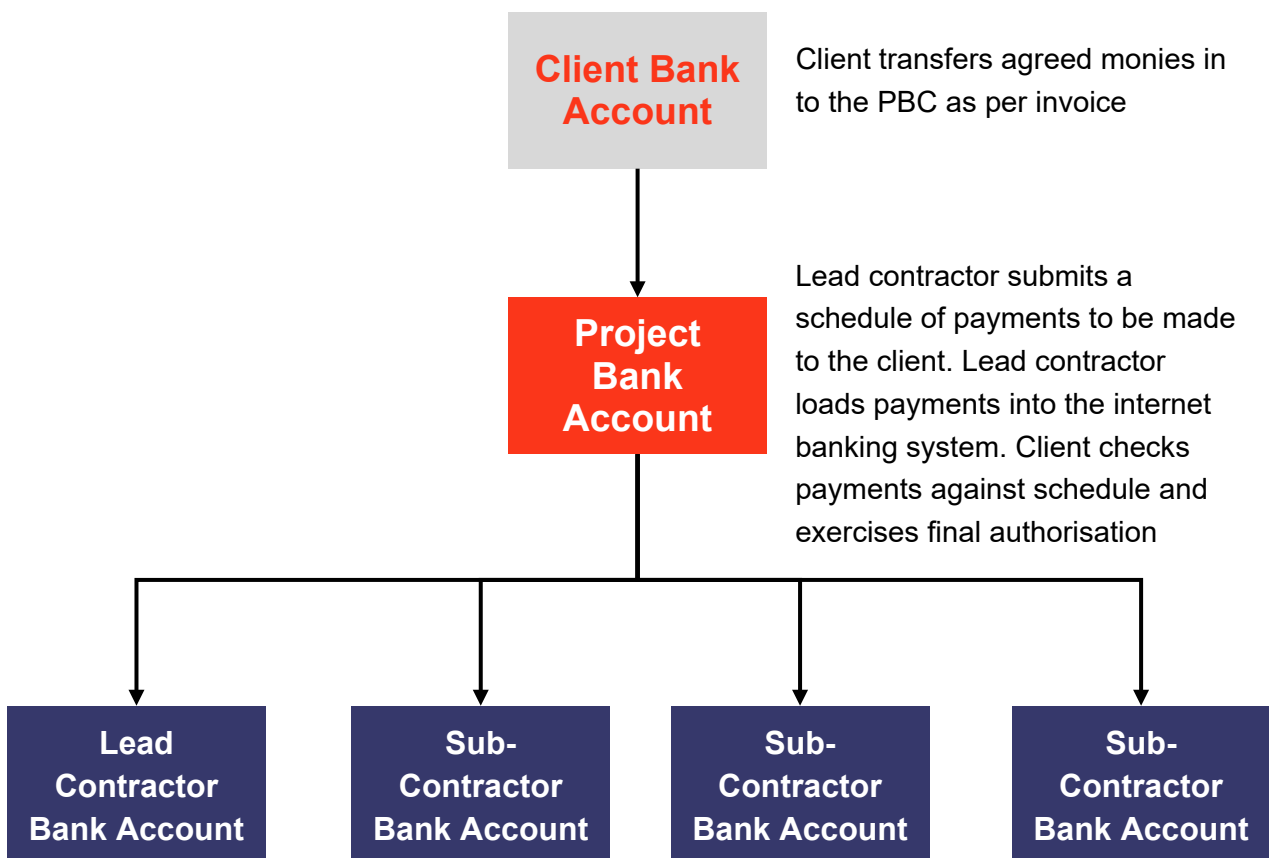 Client Bank
Account
Client transfers agreed monies in
to the PBC as per invoice
Project
Bank
Account
Lead contractor submits a
schedule of payments to be made
to the client. Lead contractor
loads payments into the internet
banking system. Client checks
payments against schedule and
exercises final authorisation
Lead
Contractor
Bank Account
Sub-
Contractor
Bank Account
Sub-
Contractor
Bank Account
Sub-
Contractor
Bank Account